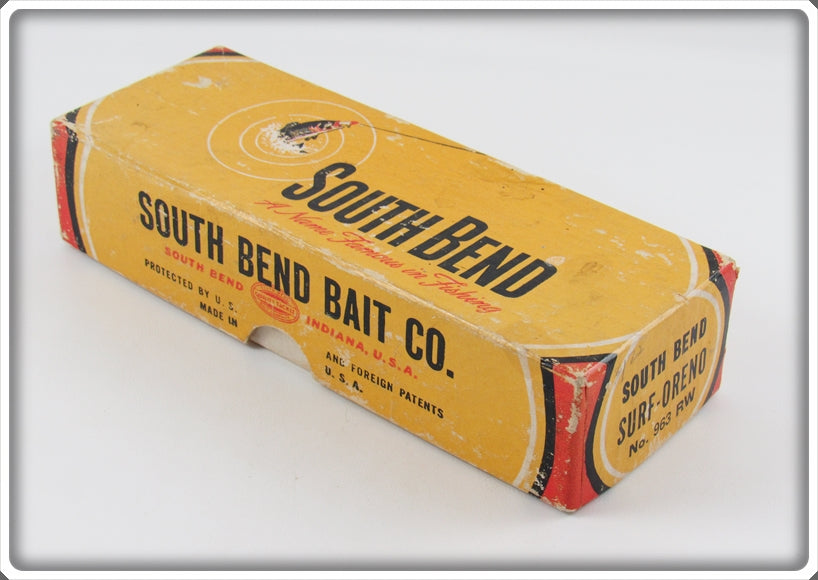 SOUTH BEND
A Name Famous in Fishing
SOUTH BEND BAIT CO.
SOUTH BEND INDIANA, U.S.A.
PROTECTED BY U. S. AND FOREIGN PATENTS
MADE IN U. S. A.
SOUTH BEND
SURF-ORENO
No. 963 RW